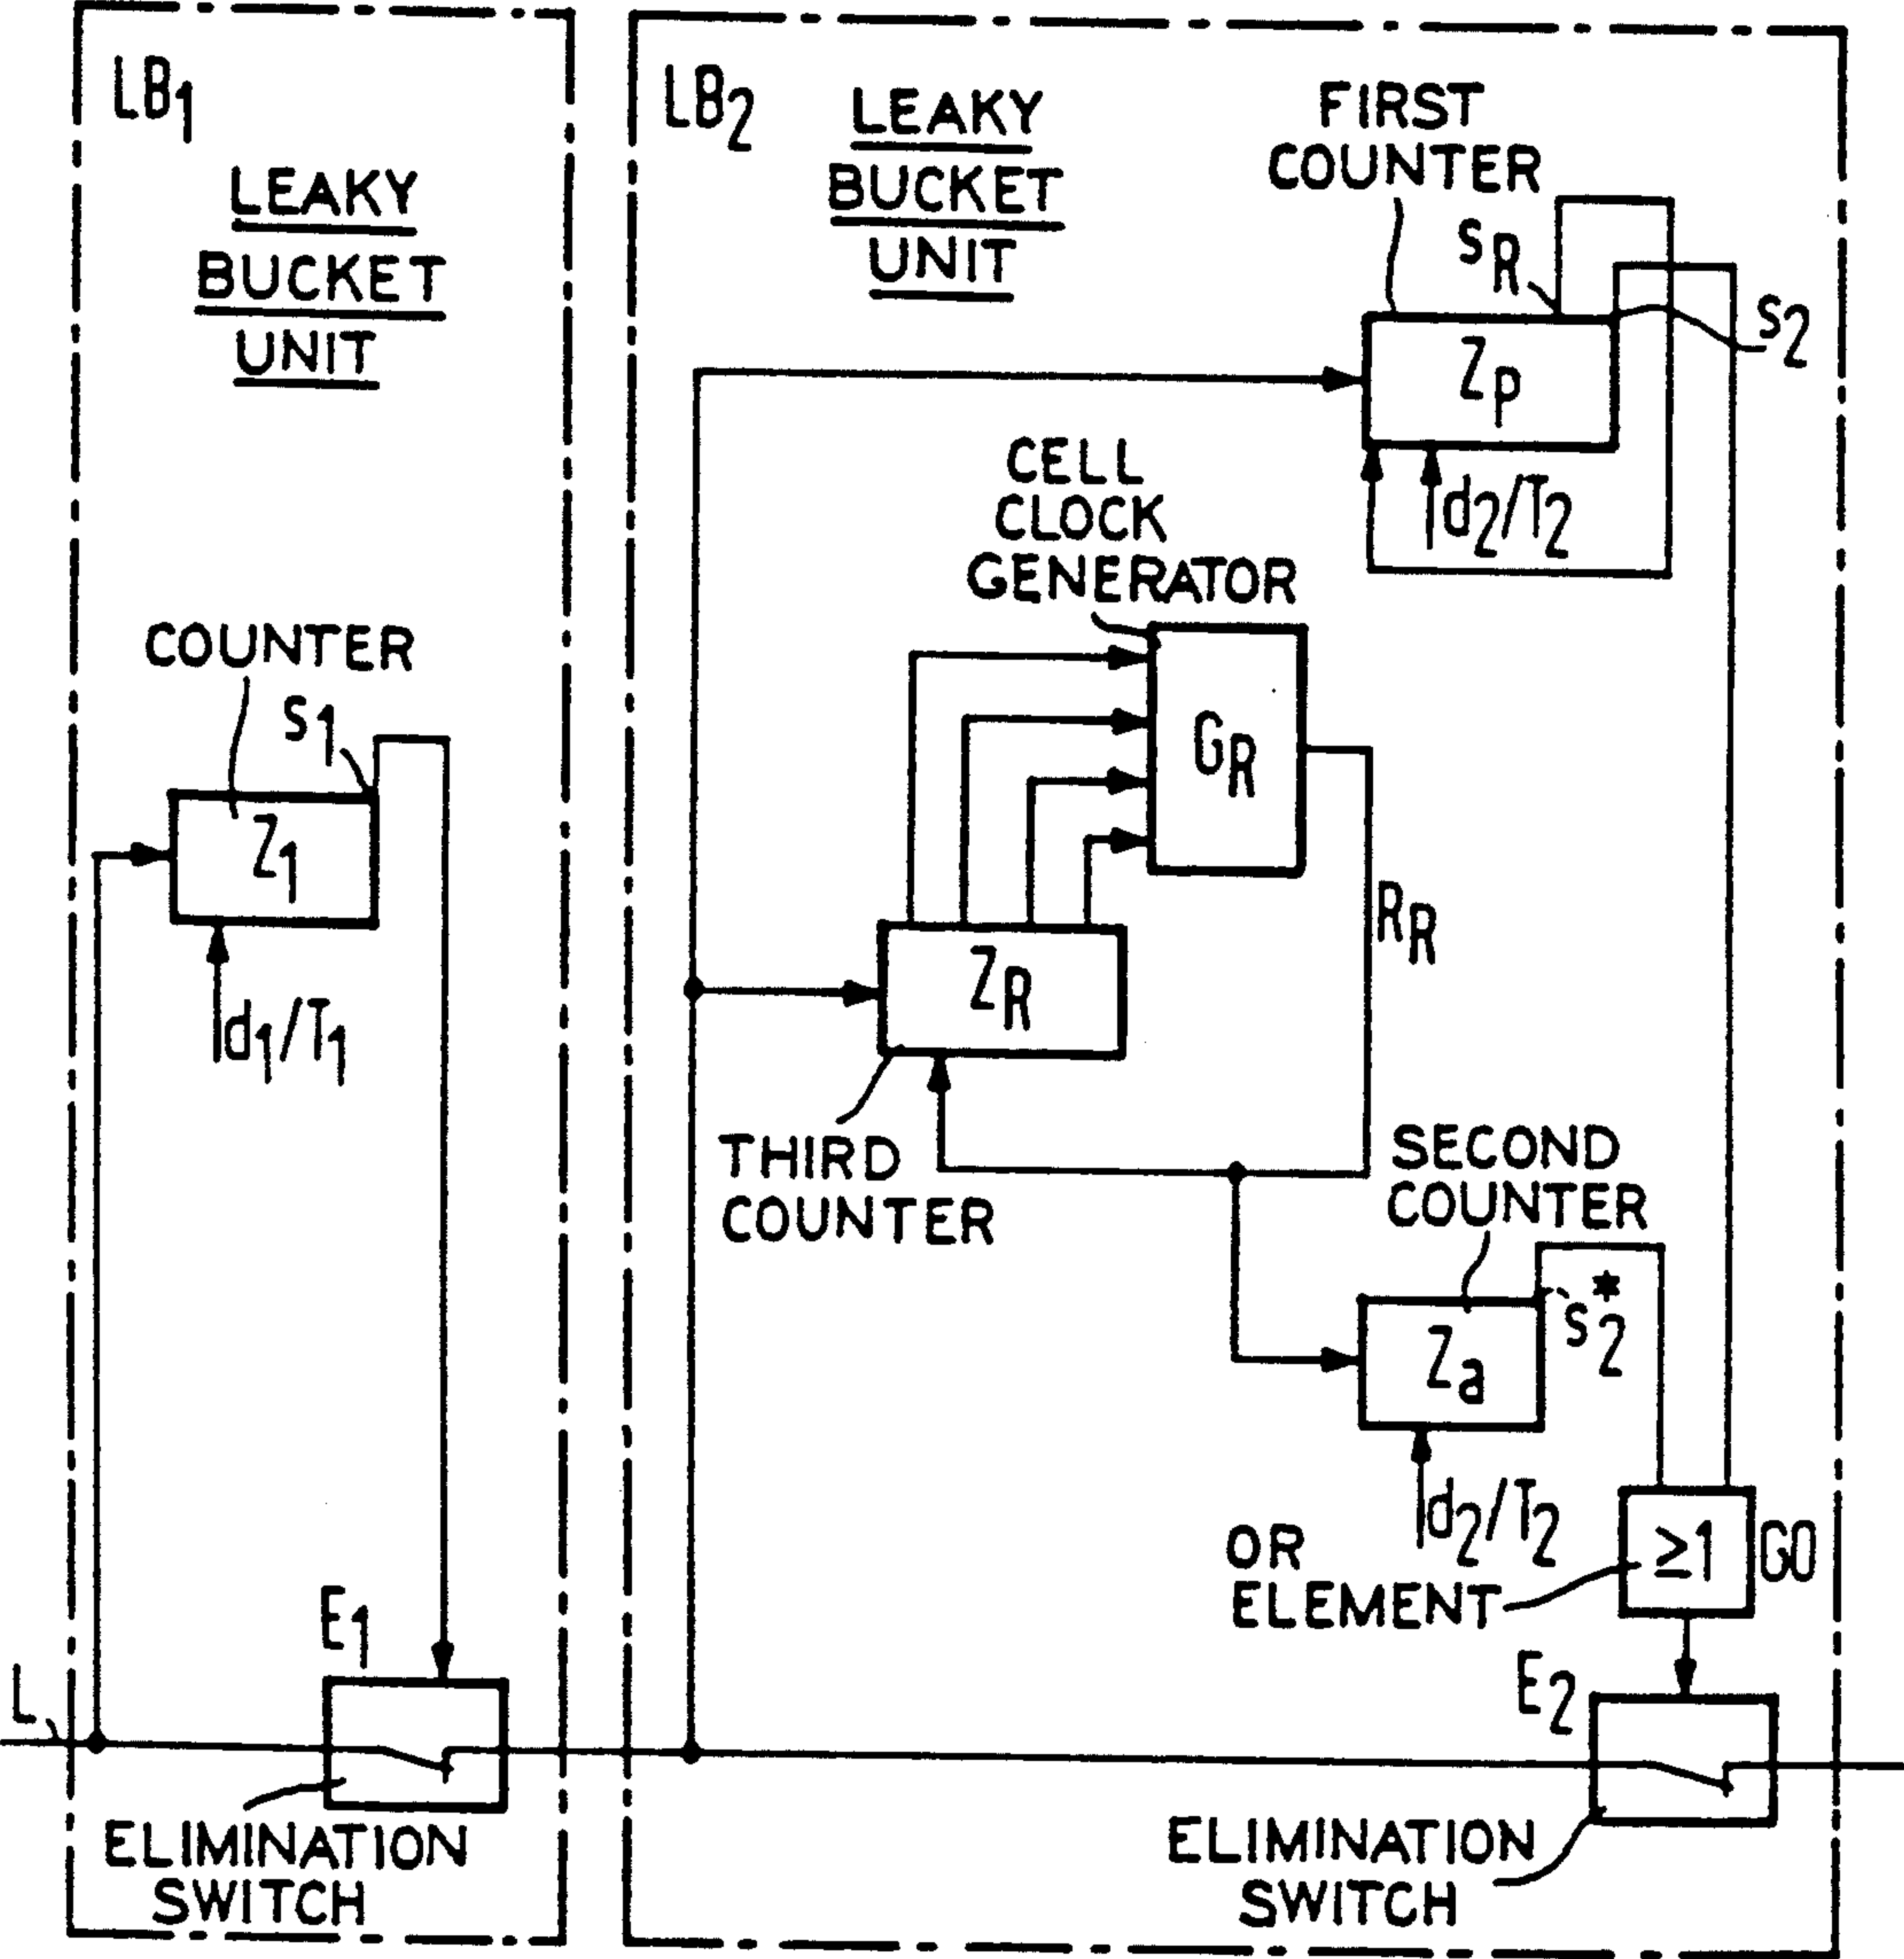 LB1
LEAKY
BUCKET
UNIT
COUNTER
s1
Z1
d1/T1
E1
L
ELIMINATION
SWITCH
LB2
LEAKY
BUCKET
UNIT
FIRST
COUNTER
sR
s2
Zp
d2/T2
CELL
CLOCK
GENERATOR
GR
RR
ZR
THIRD
COUNTER
SECOND
COUNTER
s2*
Za
d2/T2
OR
ELEMENT
≥1
GO
E2
ELIMINATION
SWITCH